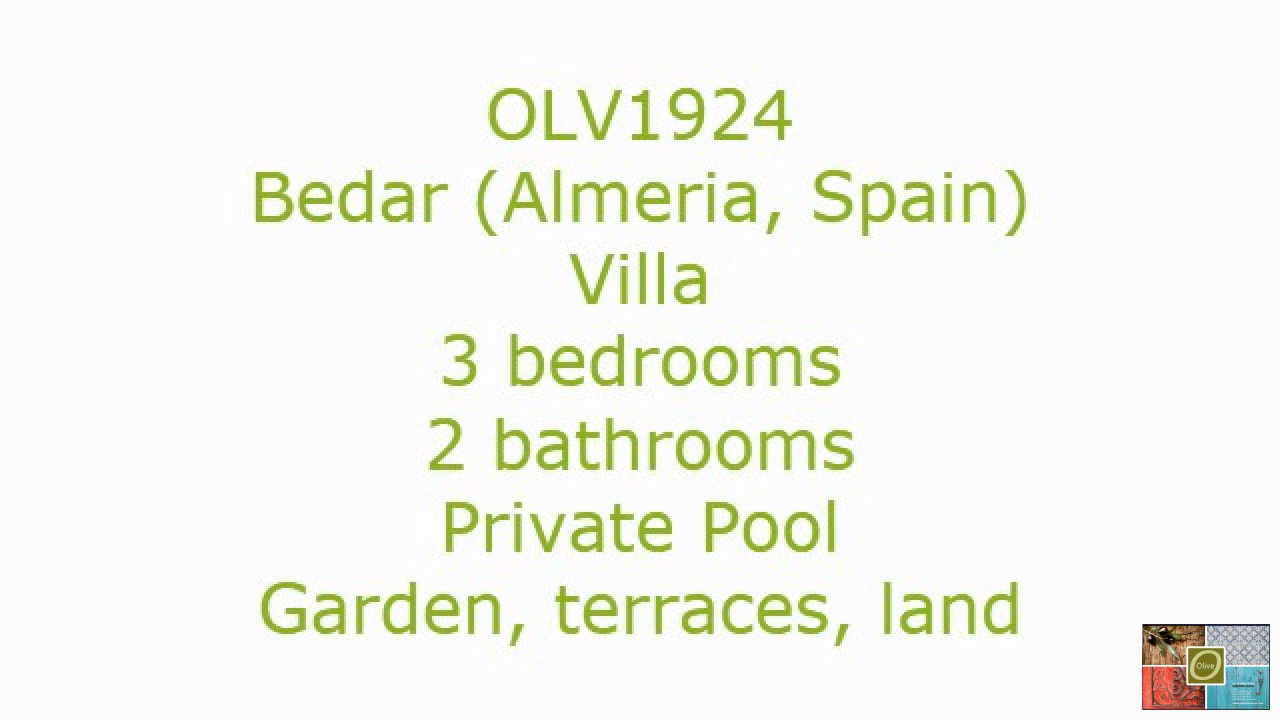 OLV1924
Bedar (Almeria, Spain)
Villa
3 bedrooms
2 bathrooms
Private Pool
Garden, terraces, land
Olive